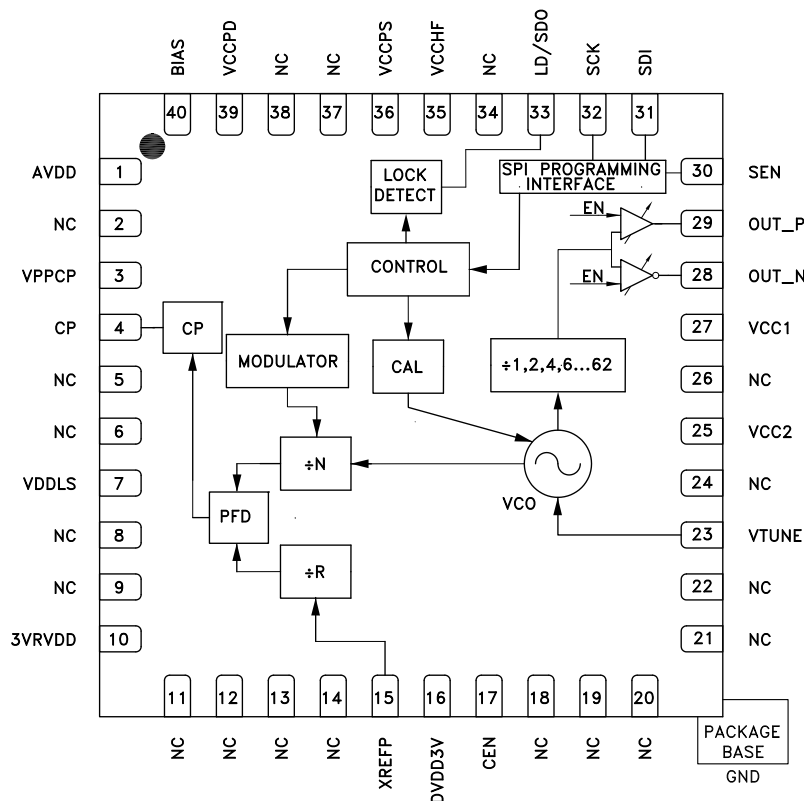 BIAS
VCCPD
NC
NC
VCCPS
VCCHF
NC
LD/SDO
SCK
SDI
40
39
38
37
36
35
34
33
32
31
AVDD 1
NC 2
VPPCP 3
CP 4
NC 5
NC 6
VDDLS 7
NC 8
NC 9
3VRVDD 10
LOCK
DETECT
SPI PROGRAMMING
INTERFACE
CONTROL
EN
EN
CP
MODULATOR
CAL
÷1,2,4,6...62
÷N
VCO
PFD
÷R
30 SEN
29 OUT_P
28 OUT_N
27 VCC1
26 NC
25 VCC2
24 NC
23 VTUNE
22 NC
21 NC
11
12
13
14
15
16
17
18
19
20
NC
NC
NC
NC
XREFP
DVDD3V
CEN
NC
NC
NC
PACKAGE
BASE
GND